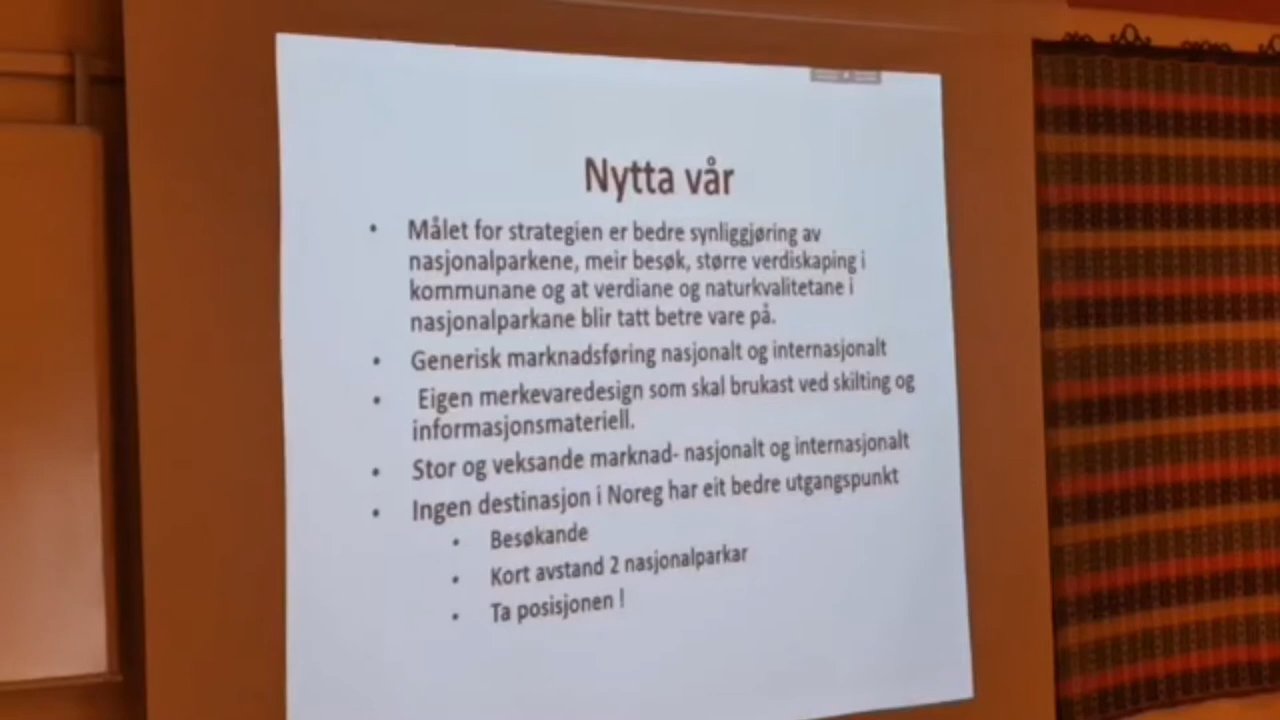 Nytta vår
• Målet for strategien er bedre synliggjøring av
nasjonalparkene, meir besøk, større verdiskaping i
kommunane og at verdiane og naturkvalitetane i
nasjonalparkane blir tatt betre vare på.
• Generisk marknadsføring nasjonalt og internasjonalt
• Eigen merkevaredesign som skal brukast ved skilting og
informasjonsmateriell.
• Stor og veksande marknad- nasjonalt og internasjonalt
• Ingen destinasjon i Noreg har eit bedre utgangspunkt
• Besøkande
• Kort avstand 2 nasjonalparkar
• Ta posisjonen !